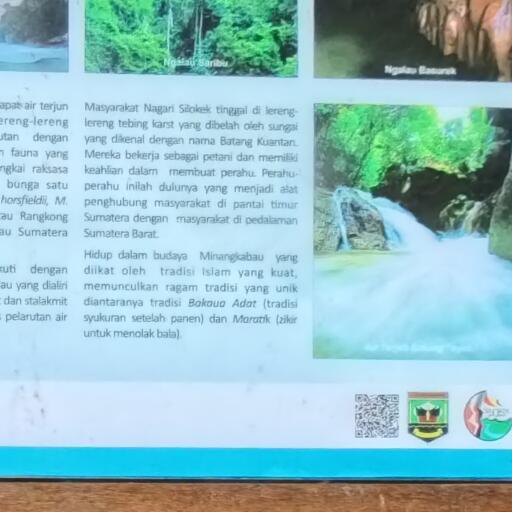 Ngalau Saribu
Ngalau Basurek
apat air terjun
ereng-lereng
utan dengan
n fauna yang
ngkai raksasa
bunga satu
horsfieldii, M.
au Rangkong
au Sumatera
kuti dengan
au yang dialiri
dan stalakmit
pelarutan air
Masyarakat Nagari Silokek tinggal di lereng-
lereng tebing karst yang dibelah oleh sungai
yang dikenal dengan nama Batang Kuantan.
Mereka bekerja sebagai petani dan memiliki
keahlian dalam membuat perahu. Perahu-
perahu inilah dulunya yang menjadi alat
penghubung masyarakat di pantai timur
Sumatera dengan masyarakat di pedalaman
Sumatera Barat.
Hidup dalam budaya Minangkabau yang
diikat oleh tradisi Islam yang kuat,
memunculkan ragam tradisi yang unik
diantaranya tradisi Bakaua Adat (tradisi
syukuran setelah panen) dan Maratik (zikir
untuk menolak bala).
Air Terjun